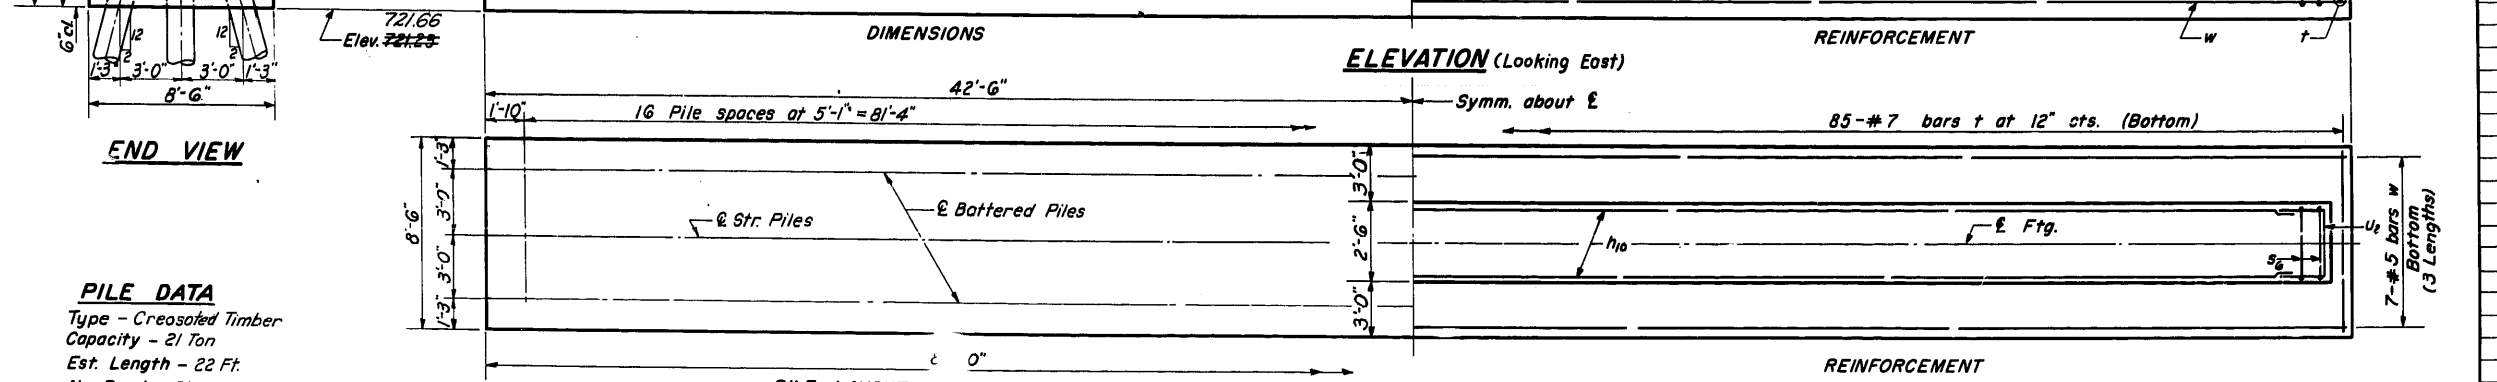 721.66
Elev. 721.23
6" cl.
12
2
12
2
1'-3" 3'-0" 3'-0" 1'-3"
8'-6"
END VIEW
DIMENSIONS
REINFORCEMENT
w
t
ELEVATION (Looking East)
42'-6"
Symm. about ℄
1'-10"
16 Pile spaces at 5'-1" = 81'-4"
85-#7 bars t at 12" cts. (Bottom)
8'-6"
1'-3"
3'-0"
3'-0"
1'-3"
℄ Str. Piles
℄ Battered Piles
3'-0"
2'-6"
3'-0"
h10
℄ Ftg.
s6
u2
7-#5 bars w
Bottom
(3 Lengths)
0"
REINFORCEMENT
PILE DATA
Type - Creosoted Timber
Capacity - 21 Ton
Est. Length - 22 Ft.